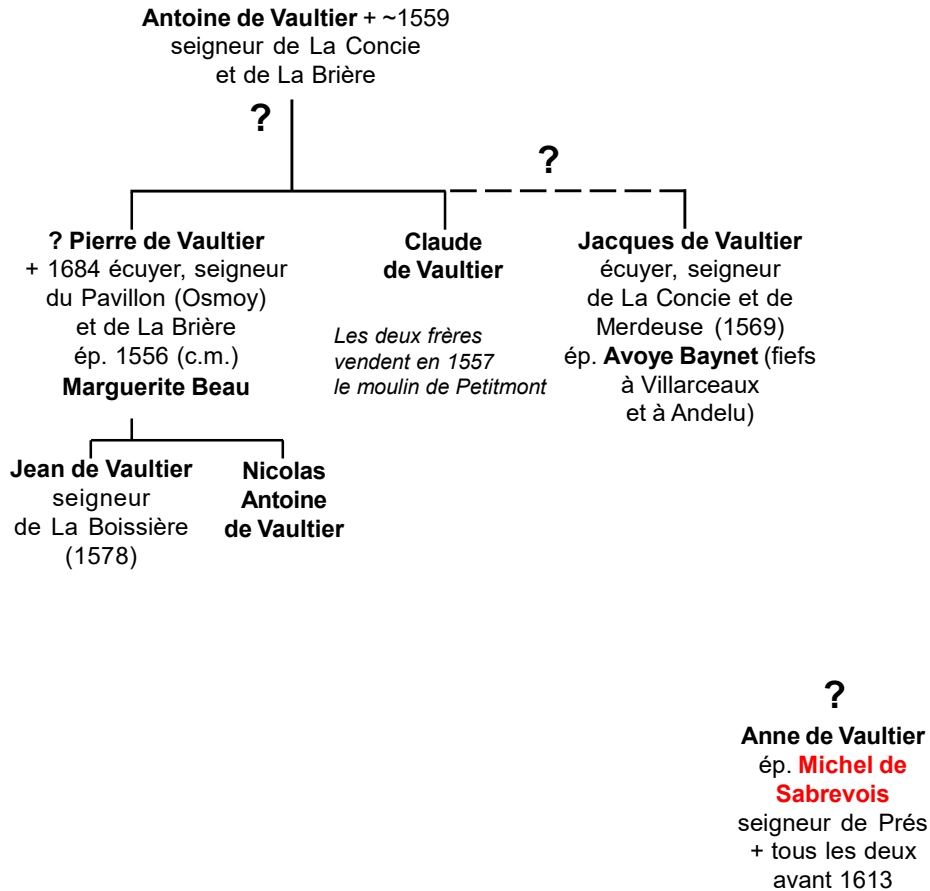 Antoine de Vaultier + ~1559
seigneur de La Concie
et de La Brière
?
?
? Pierre de Vaultier
+ 1684 écuyer, seigneur
du Pavillon (Osmoy)
et de La Brière
ép. 1556 (c.m.)
Marguerite Beau
Claude
de Vaultier
Les deux frères
vendent en 1557
le moulin de Petitmont
Jacques de Vaultier
écuyer, seigneur
de La Concie et de
Merdeuse (1569)
ép. Avoye Baynet (fiefs
à Villarceaux
et à Andelu)
Jean de Vaultier
seigneur
de La Boissière
(1578)
Nicolas
Antoine
de Vaultier
?
Anne de Vaultier
ép. Michel de
Sabrevois
seigneur de Prés
+ tous les deux
avant 1613